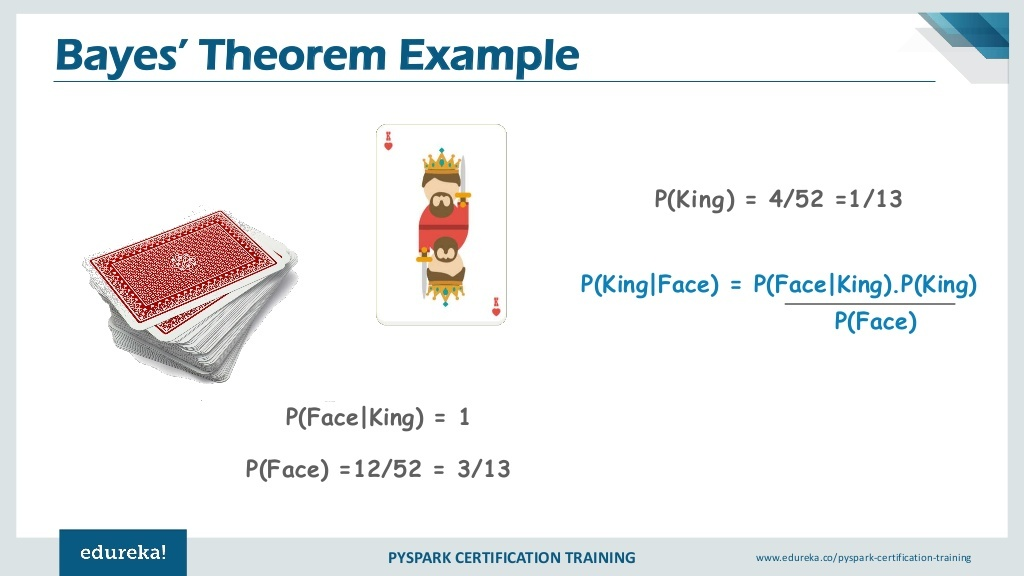 Bayes’ Theorem Example
K
P(King) = 4/52 =1/13
P(King|Face) = P(Face|King).P(King)
P(Face)
K
P(Face|King) = 1
P(Face) =12/52 = 3/13
edureka!
PYSPARK CERTIFICATION TRAINING
www.edureka.co/pyspark-certification-training